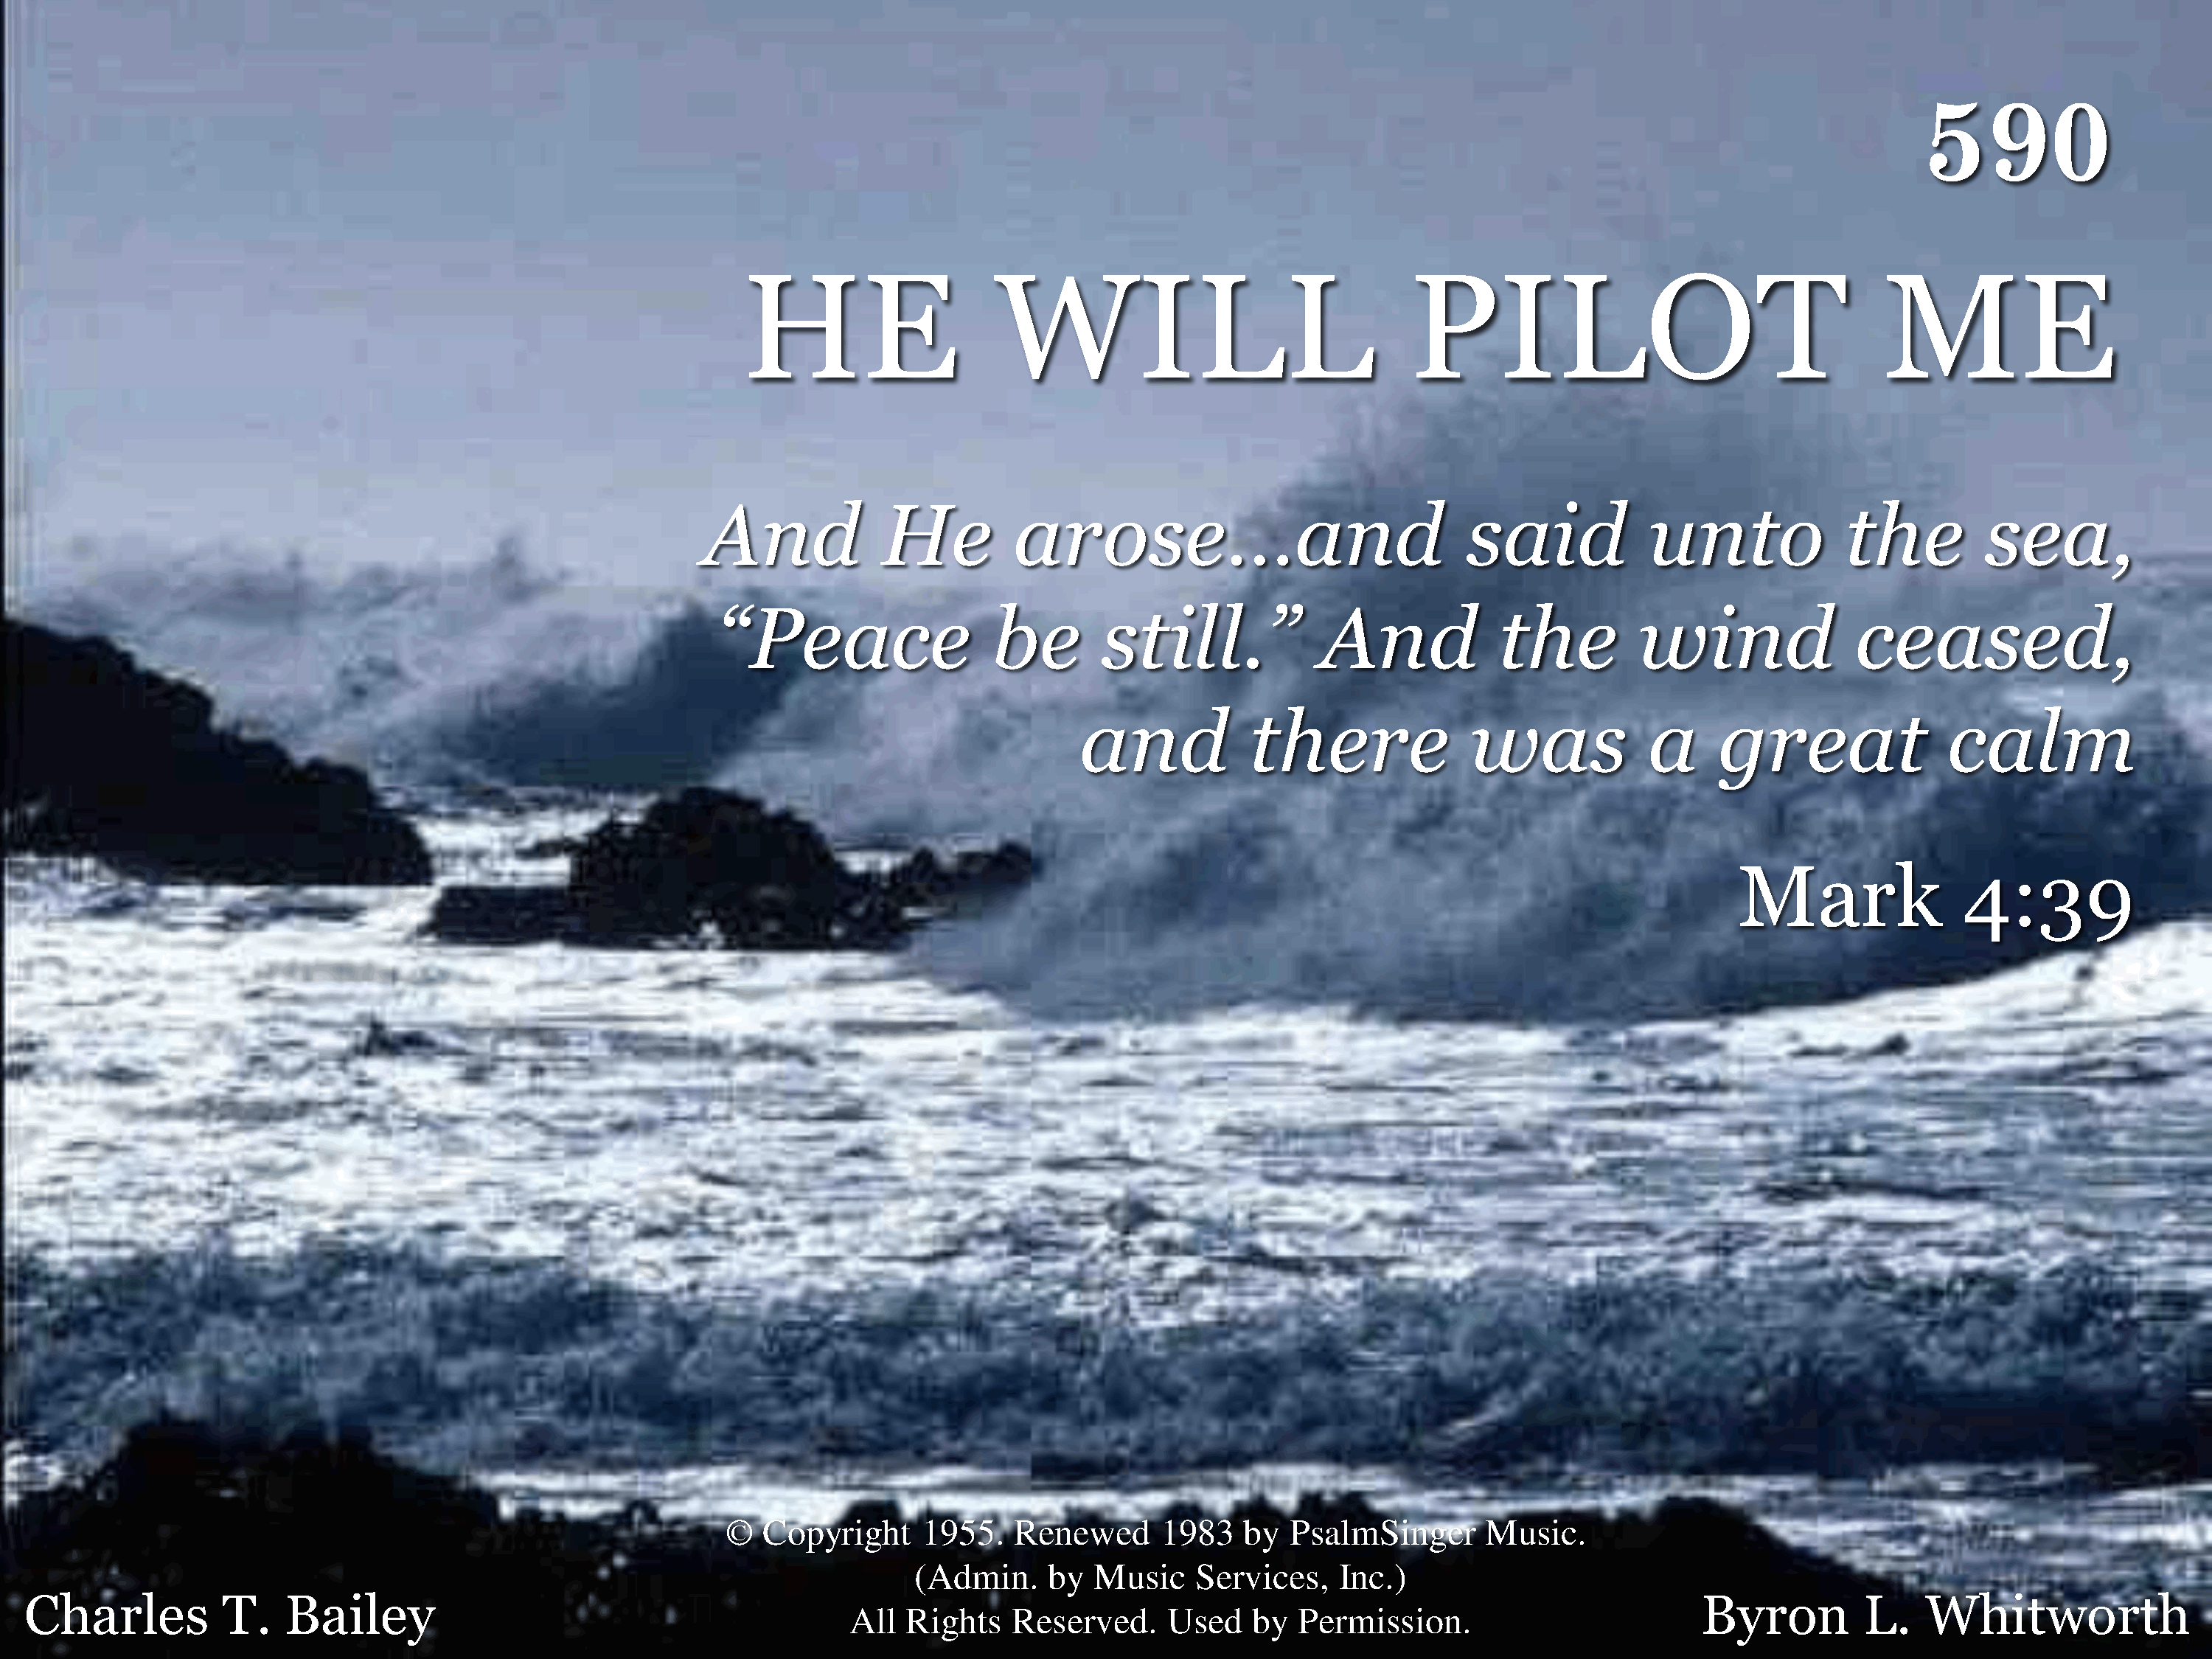 590
HE WILL PILOT ME
And He arose...and said unto the sea,
“Peace be still.” And the wind ceased,
and there was a great calm
Mark 4:39
© Copyright 1955. Renewed 1983 by PsalmSinger Music.
(Admin. by Music Services, Inc.)
All Rights Reserved. Used by Permission.
Charles T. Bailey
Byron L. Whitworth